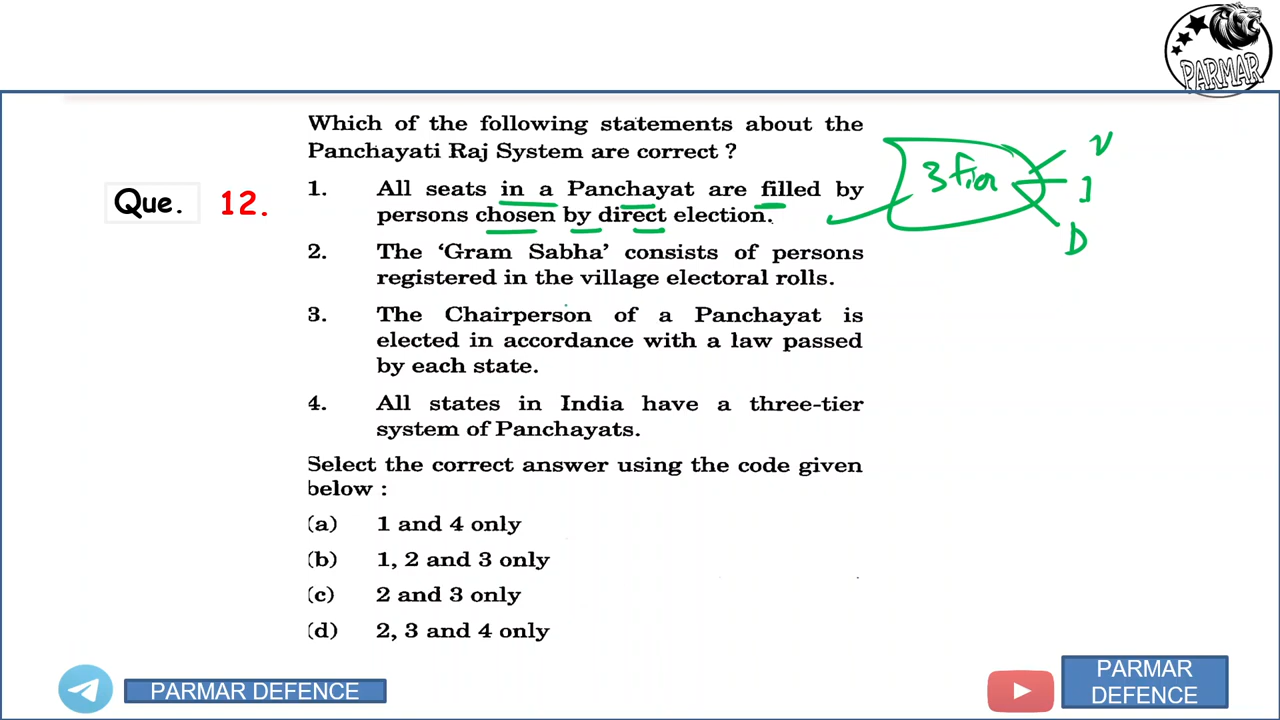 PARMAR
Which of the following statements about the
Panchayati Raj System are correct ?
Que. 12.
1. All seats in a Panchayat are filled by
persons chosen by direct election.
3 tier
V
I
D
2. The ‘Gram Sabha’ consists of persons
registered in the village electoral rolls.
3. The Chairperson of a Panchayat is
elected in accordance with a law passed
by each state.
4. All states in India have a three-tier
system of Panchayats.
Select the correct answer using the code given
below :
(a) 1 and 4 only
(b) 1, 2 and 3 only
(c) 2 and 3 only
(d) 2, 3 and 4 only
PARMAR DEFENCE
PARMAR
DEFENCE